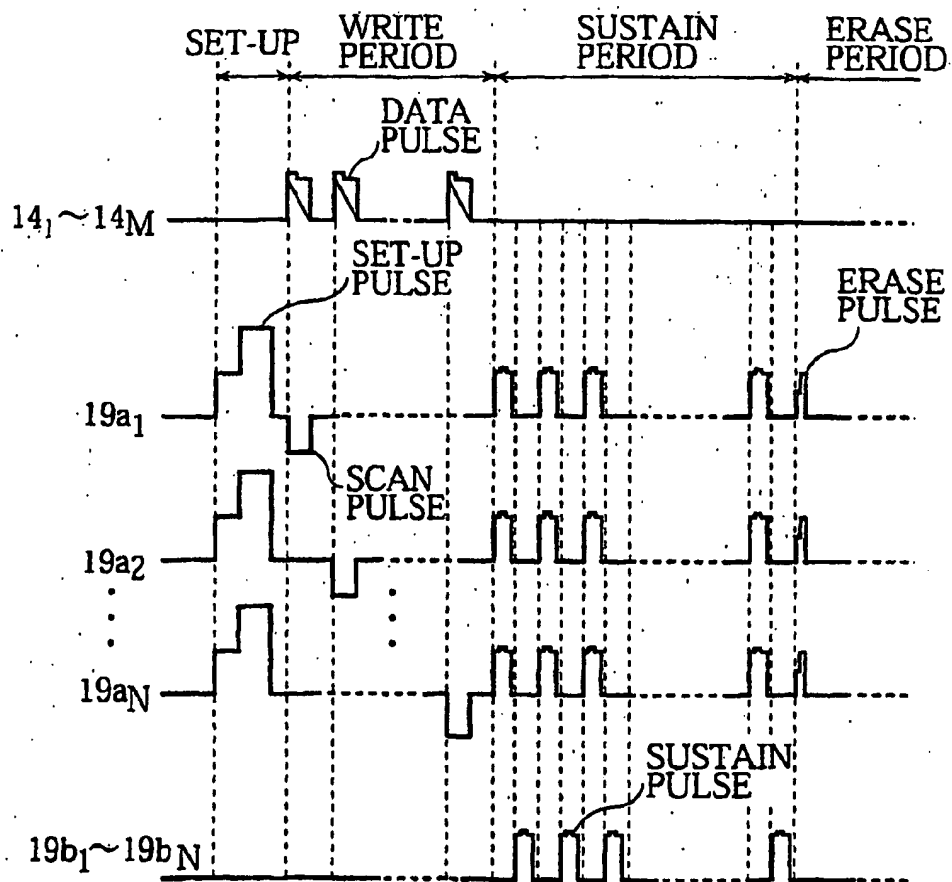 SET-UP
WRITE
PERIOD
SUSTAIN
PERIOD
ERASE
PERIOD
DATA
PULSE
14₁~14M
SET-UP
PULSE
ERASE
PULSE
19a₁
SCAN
PULSE
19a₂
19aN
SUSTAIN
PULSE
19b₁~19bN